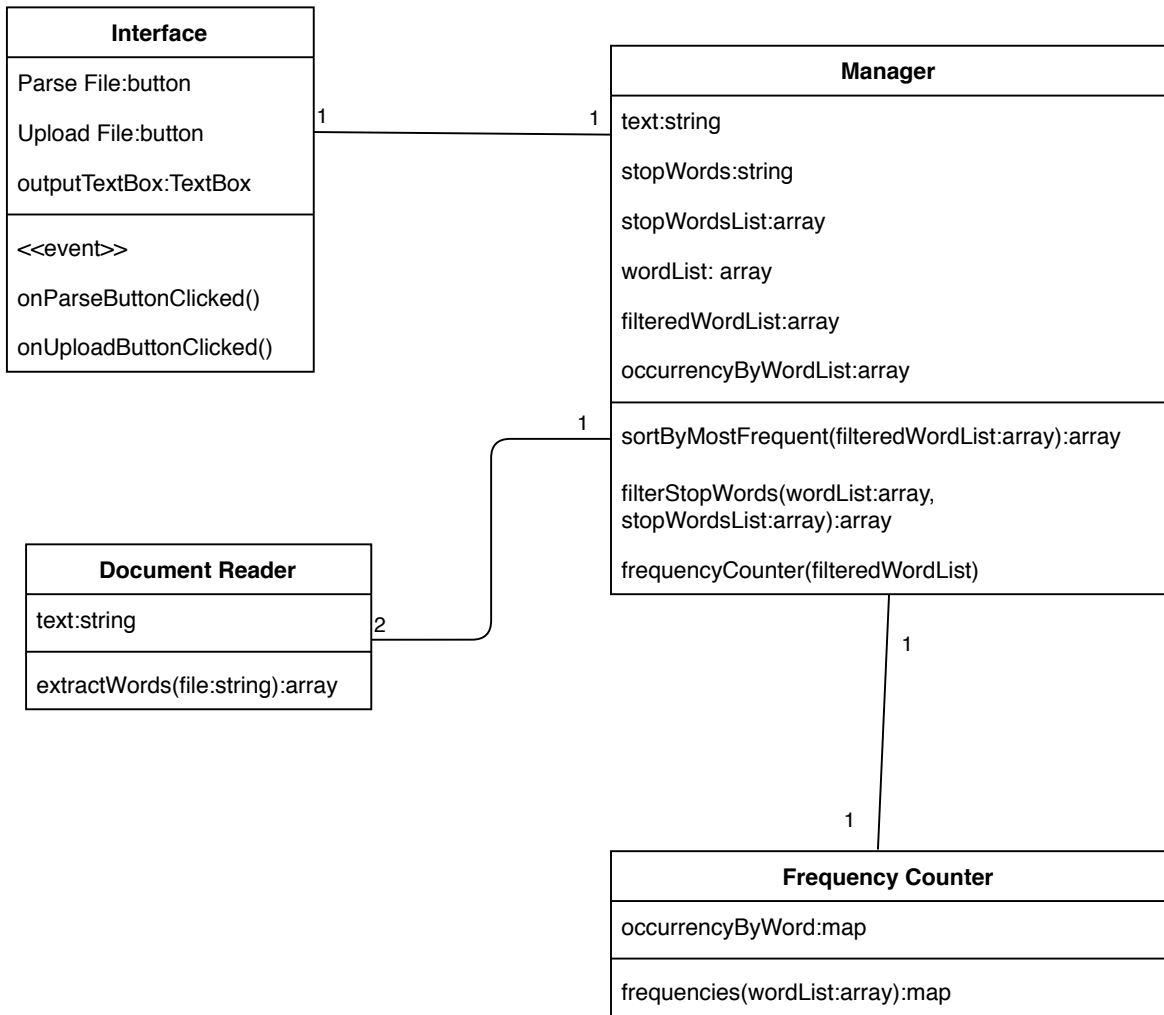 Interface
Parse File:button
Upload File:button
outputTextBox:TextBox
<<event>>
onParseButtonClicked()
onUploadButtonClicked()
1
1
Manager
text:string
stopWords:string
stopWordsList:array
wordList: array
filteredWordList:array
occurrencyByWordList:array
sortByMostFrequent(filteredWordList:array):array
filterStopWords(wordList:array,
stopWordsList:array):array
frequencyCounter(filteredWordList)
1
2
Document Reader
text:string
extractWords(file:string):array
1
1
Frequency Counter
occurrencyByWord:map
frequencies(wordList:array):map